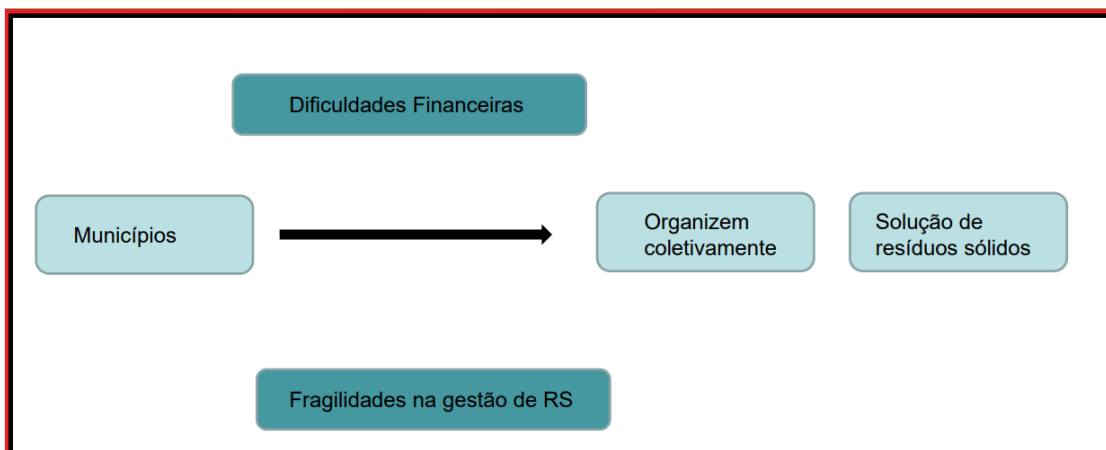 Dificuldades Financeiras
Municípios
Organizem
coletivamente
Solução de
resíduos sólidos
Fragilidades na gestão de RS